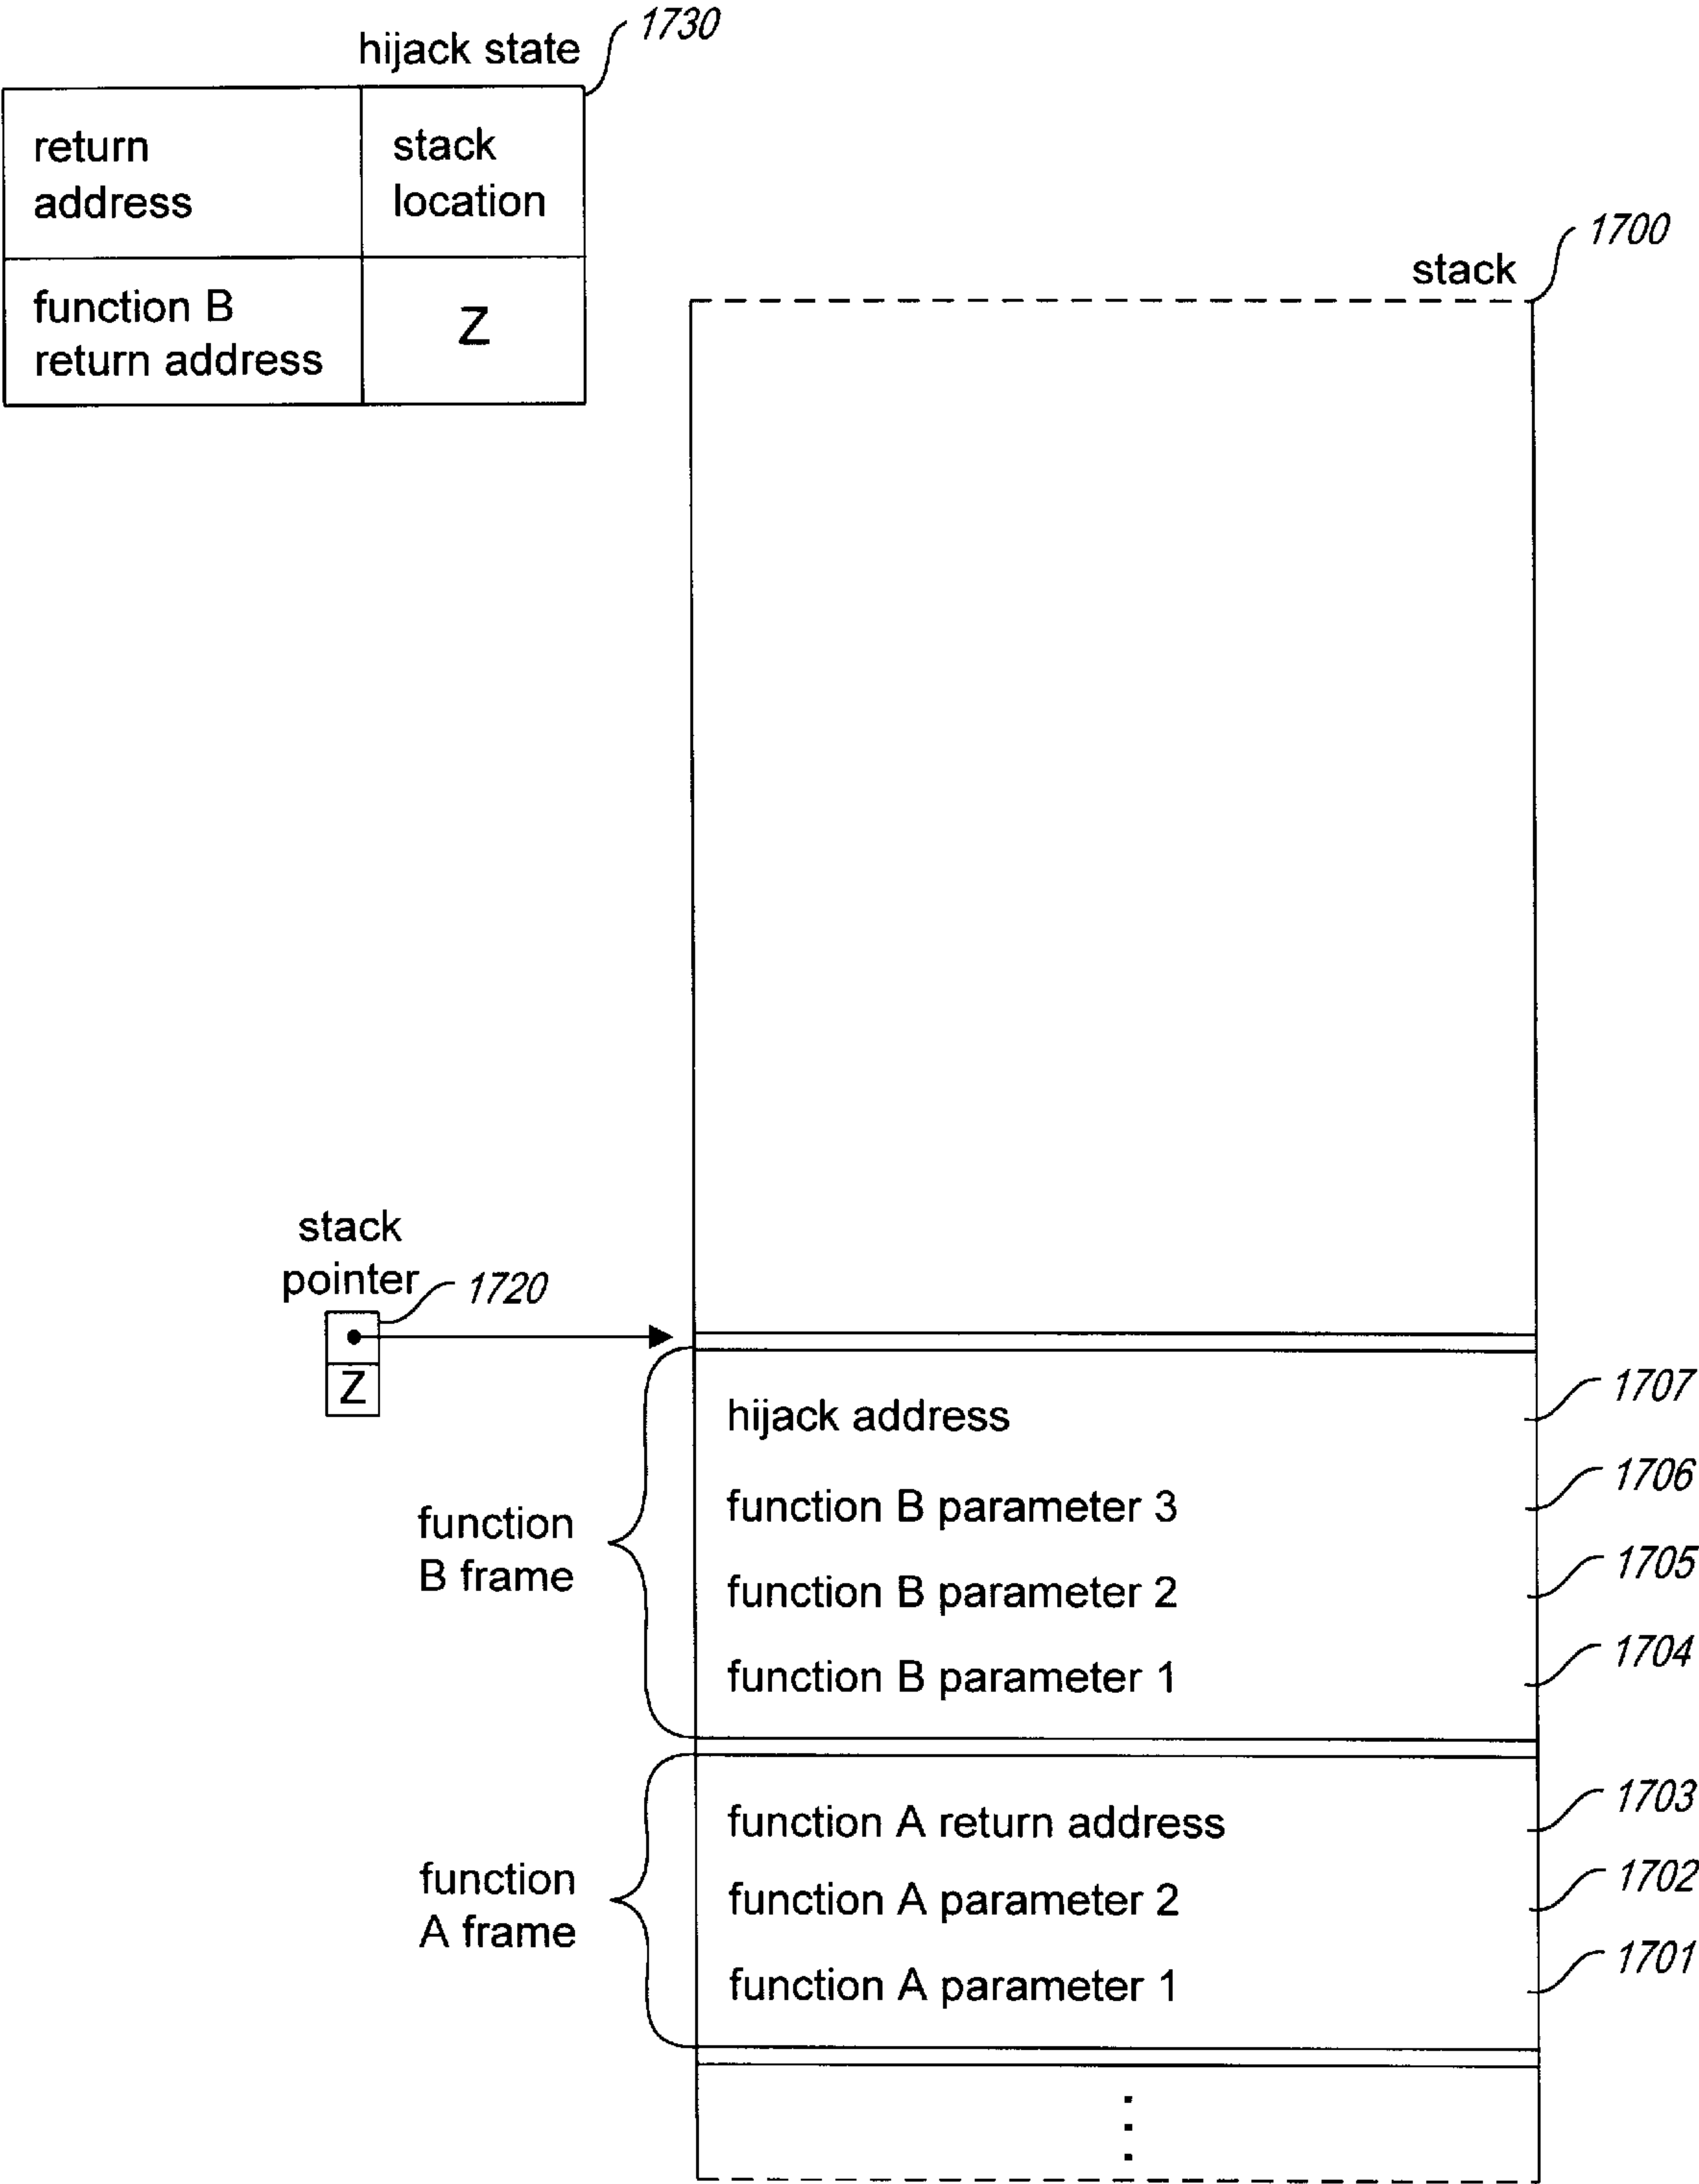 1730
hijack state
return
address
stack
location
function B
return address
Z
1700
stack
stack
pointer
1720
Z
hijack address
1707
function B parameter 3
1706
function B parameter 2
1705
function B parameter 1
1704
function
B frame
function A return address
1703
function A parameter 2
1702
function A parameter 1
1701
function
A frame